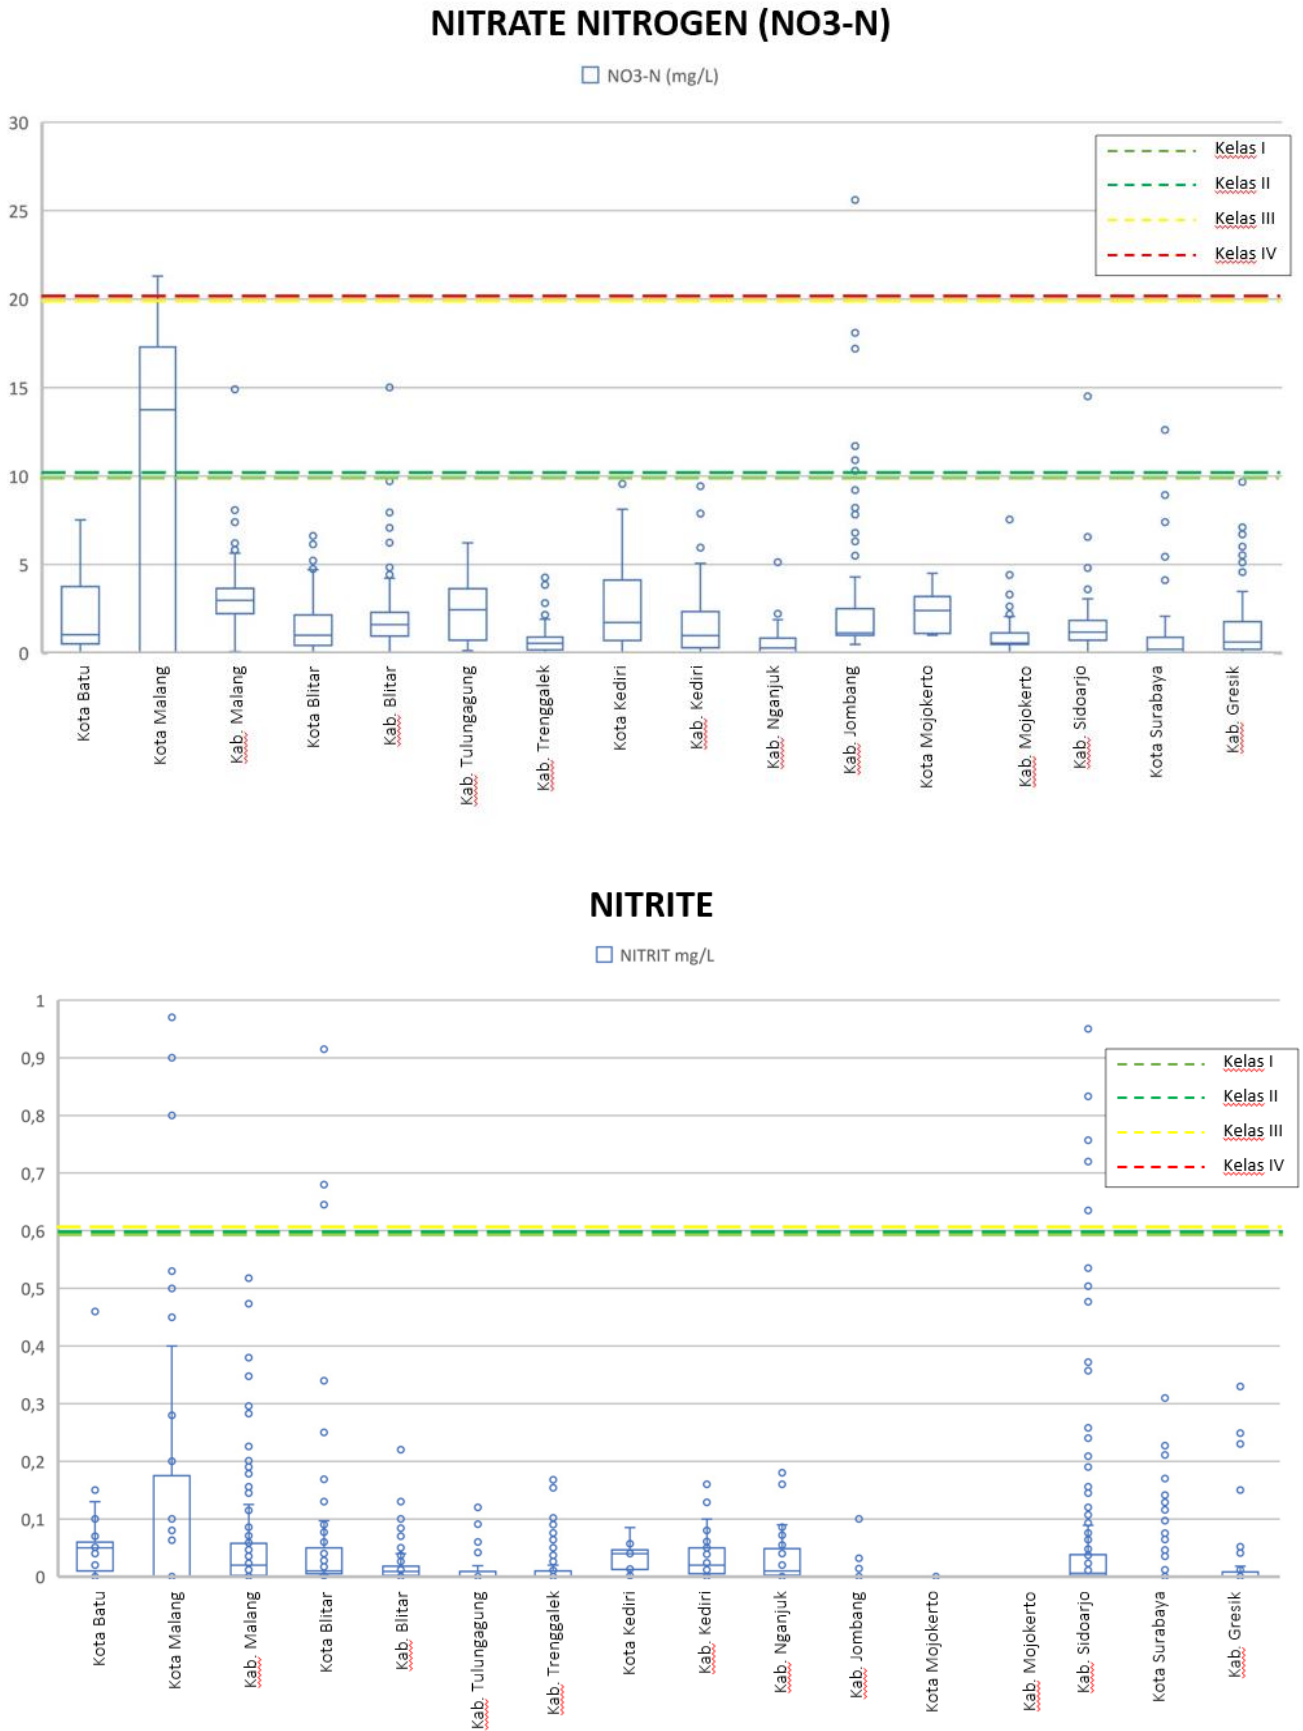 NITRATE NITROGEN (NO3-N)
NO3-N (mg/L)
30
25
20
15
10
5
0
Kelas I
Kelas II
Kelas III
Kelas IV
Kota Batu
Kota Malang
Kab. Malang
Kota Blitar
Kab. Blitar
Kab. Tulungagung
Kab. Trenggalek
Kota Kediri
Kab. Kediri
Kab. Nganjuk
Kab. Jombang
Kota Mojokerto
Kab. Mojokerto
Kab. Sidoarjo
Kota Surabaya
Kab. Gresik
NITRITE
NITRIT mg/L
1
0,9
0,8
0,7
0,6
0,5
0,4
0,3
0,2
0,1
0
Kelas I
Kelas II
Kelas III
Kelas IV
Kota Batu
Kota Malang
Kab. Malang
Kota Blitar
Kab. Blitar
Kab. Tulungagung
Kab. Trenggalek
Kota Kediri
Kab. Kediri
Kab. Nganjuk
Kab. Jombang
Kota Mojokerto
Kab. Mojokerto
Kab. Sidoarjo
Kota Surabaya
Kab. Gresik